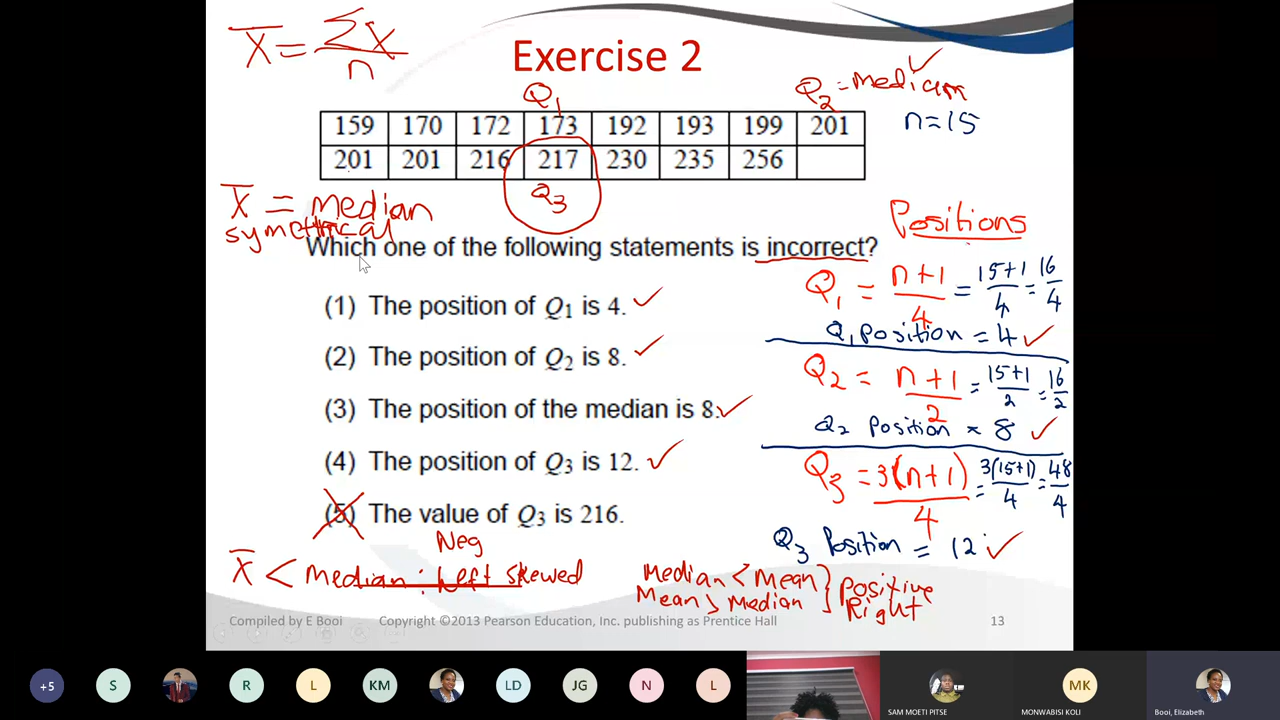 X̄ = ΣX / n
Exercise 2
Q1
Q2 = medium
n=15
159 170 172 173 192 193 199 201
201 201 216 217 230 235 256
Q3
X̄ = median
symethical
Positions
Which one of the following statements is incorrect?
Q1 = n+1 / 4 = 15+1 / 4 = 16 / 4
(1) The position of Q1 is 4.
Q1 position = 4
(2) The position of Q2 is 8.
Q2 = n+1 / 2 = 15+1 / 2 = 16 / 2
(3) The position of the median is 8.
Q2 Position = 8
(4) The position of Q3 is 12.
Q3 = 3(n+1) / 4 = 3(15+1) / 4 = 48 / 4
(5) The value of Q3 is 216.
Q3 Position = 12
Neg
X̄ < Median : Left skewed
Median < Mean
Mean > Median
Positive
Right
Compiled by E Booi Copyright ©2013 Pearson Education, Inc. publishing as Prentice Hall 13
+5 S R L KM LD JG N L MK
SAM MOETI PITSE MONWABISI KOLI Booi, Elizabeth